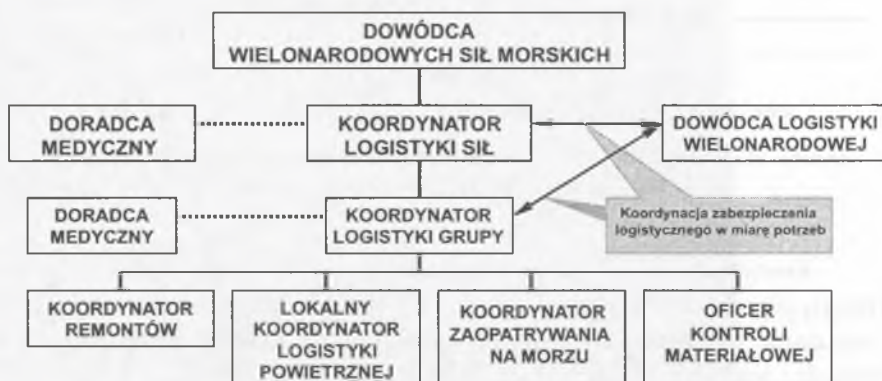 DOWÓDCA
WIELONARODOWYCH SIŁ MORSKICH
DORADCA
MEDYCZNY
KOORDYNATOR
LOGISTYKI SIŁ
DOWÓDCA LOGISTYKI
WIELONARODOWEJ
DORADCA
MEDYCZNY
KOORDYNATOR
LOGISTYKI GRUPY
Koordynacja zabezpieczenia
logistycznego w miarę potrzeb
KOORDYNATOR
REMONTÓW
LOKALNY
KOORDYNATOR
LOGISTYKI
POWIETRZNEJ
KOORDYNATOR
ZAOPATRYWANIA
NA MORZU
OFICER
KONTROLI
MATERIAŁOWEJ